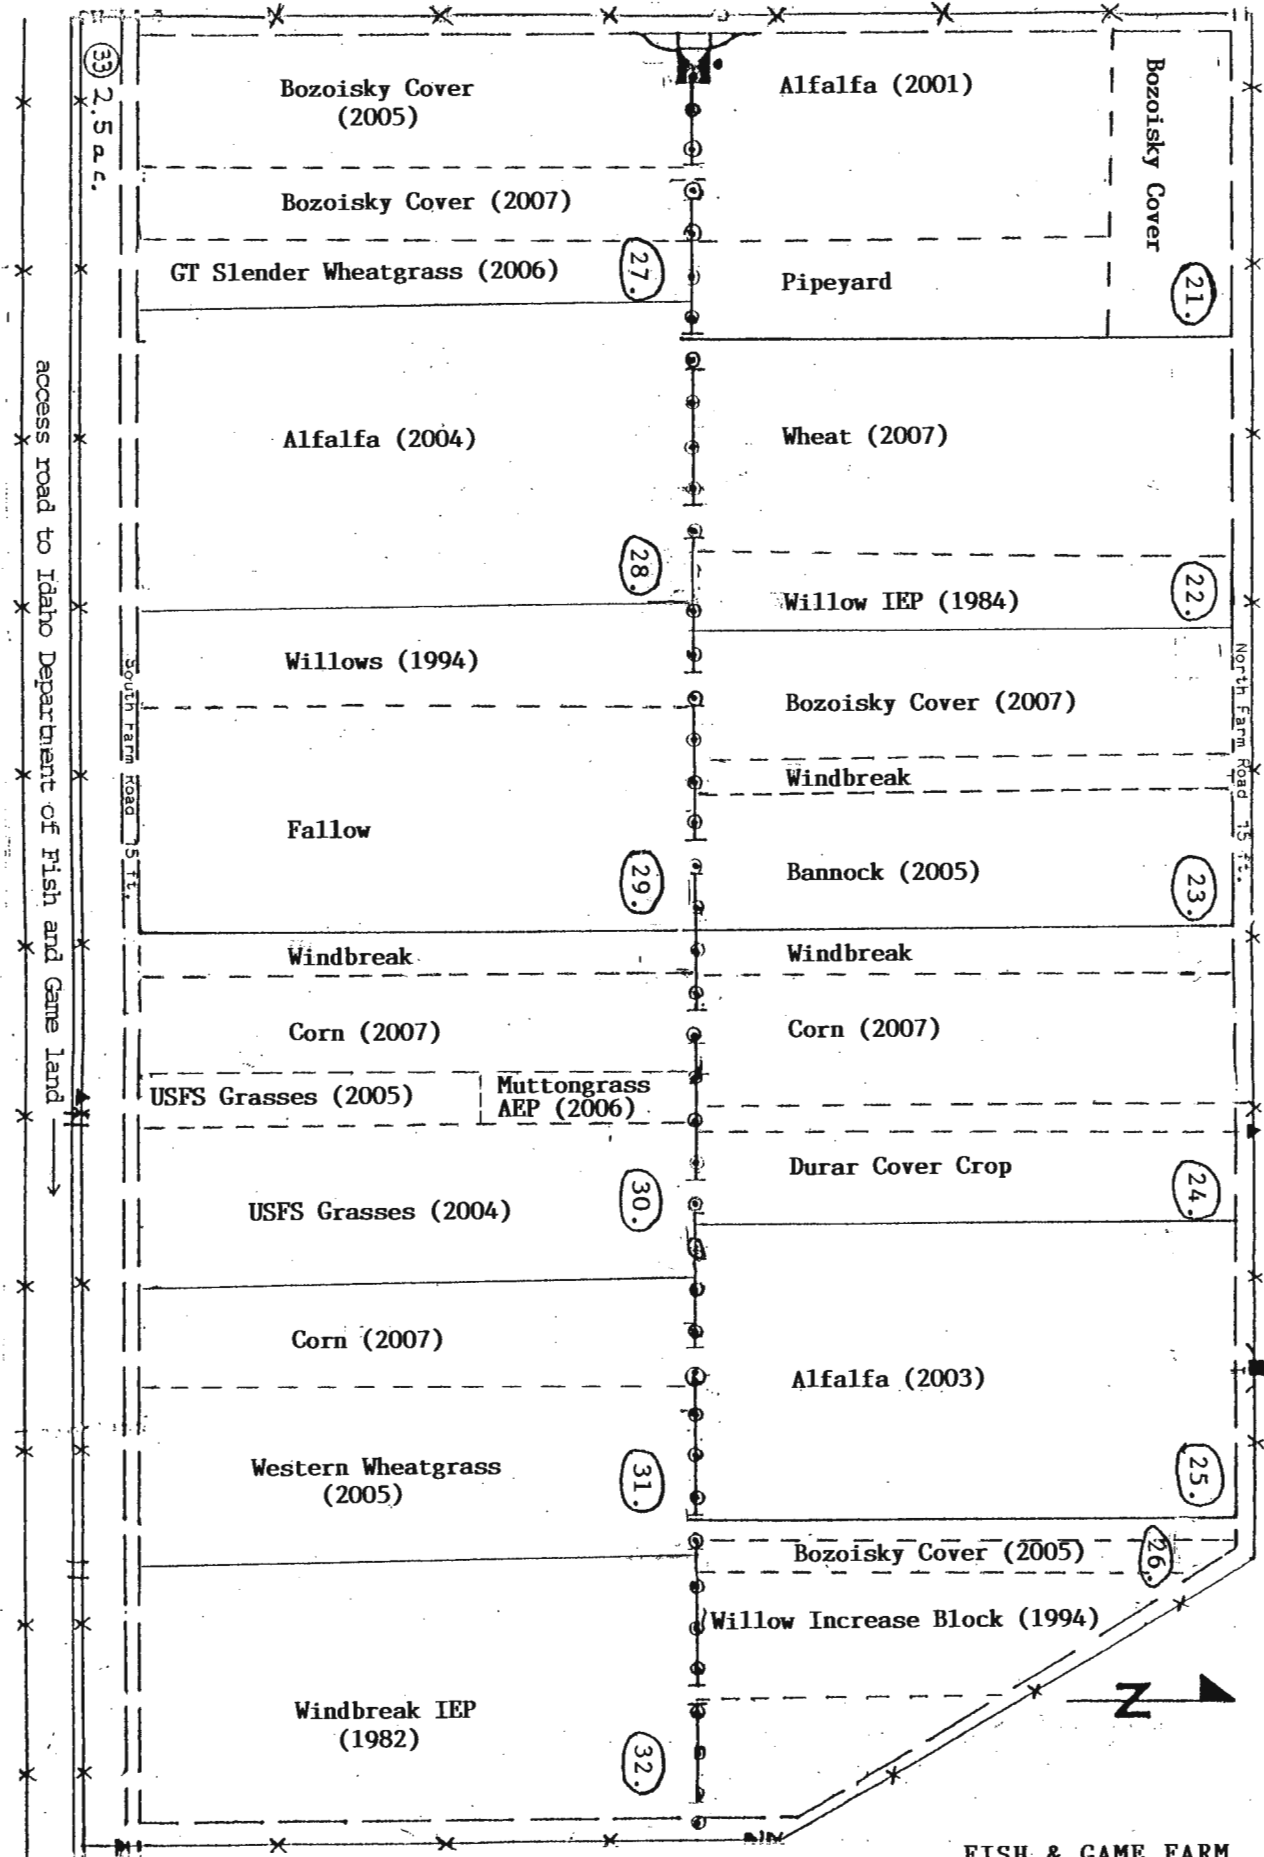 33 2.5 ac.
access road to Idaho Department of Fish and Game land
South Farm Road 15 ft.
Bozoisky Cover
(2005)
Bozoisky Cover (2007)
GT Slender Wheatgrass (2006)
27.
Alfalfa (2004)
28.
Willows (1994)
Fallow
29.
Windbreak
Corn (2007)
USFS Grasses (2005)
Muttongrass
AEP (2006)
USFS Grasses (2004)
30.
Corn (2007)
Western Wheatgrass
(2005)
31.
Windbreak IEP
(1982)
32.
Alfalfa (2001)
Bozoisky Cover
21.
Pipeyard
Wheat (2007)
Willow IEP (1984)
22.
Bozoisky Cover (2007)
Windbreak
Bannock (2005)
23.
Windbreak
Corn (2007)
Durar Cover Crop
24.
Alfalfa (2003)
25.
Bozoisky Cover (2005)
26.
Willow Increase Block (1994)
North Farm Road 15 ft.
N
FISH & GAME FARM